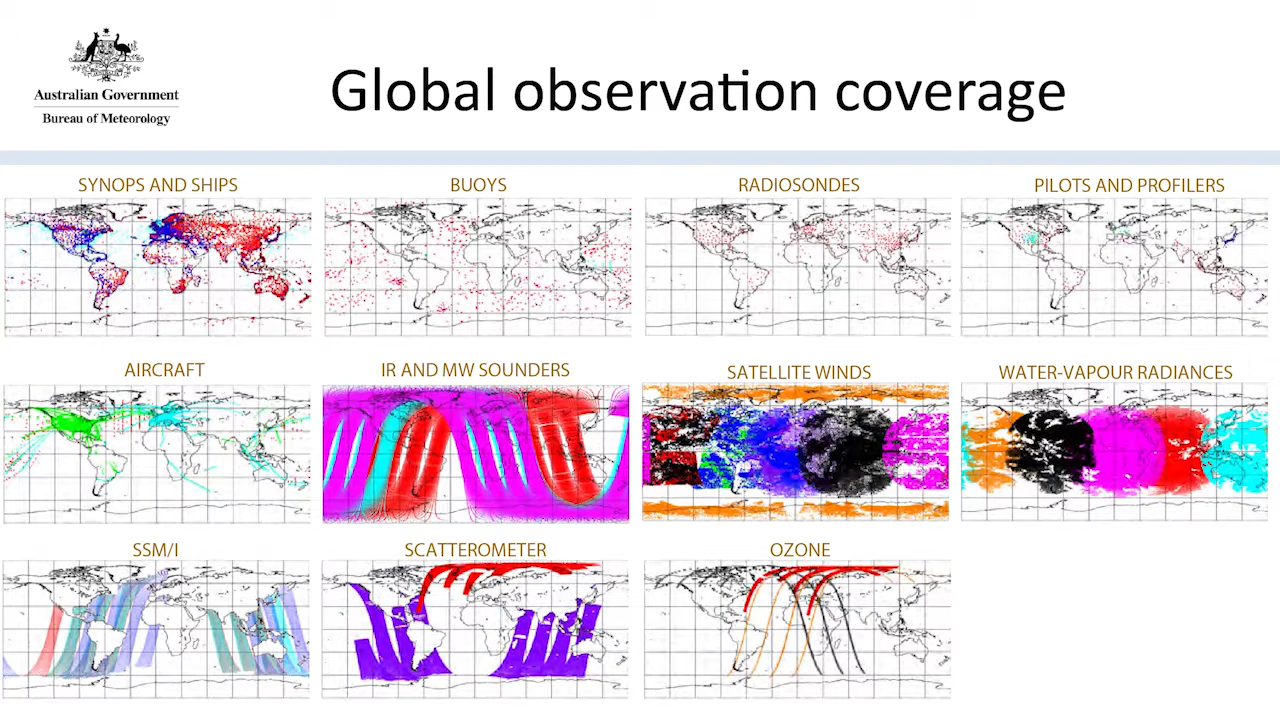 Australian Government
Bureau of Meteorology
Global observation coverage
SYNOPS AND SHIPS
BUOYS
RADIOSONDES
PILOTS AND PROFILERS
AIRCRAFT
IR AND MW SOUNDERS
SATELLITE WINDS
WATER-VAPOUR RADIANCES
SSM/I
SCATTEROMETER
OZONE